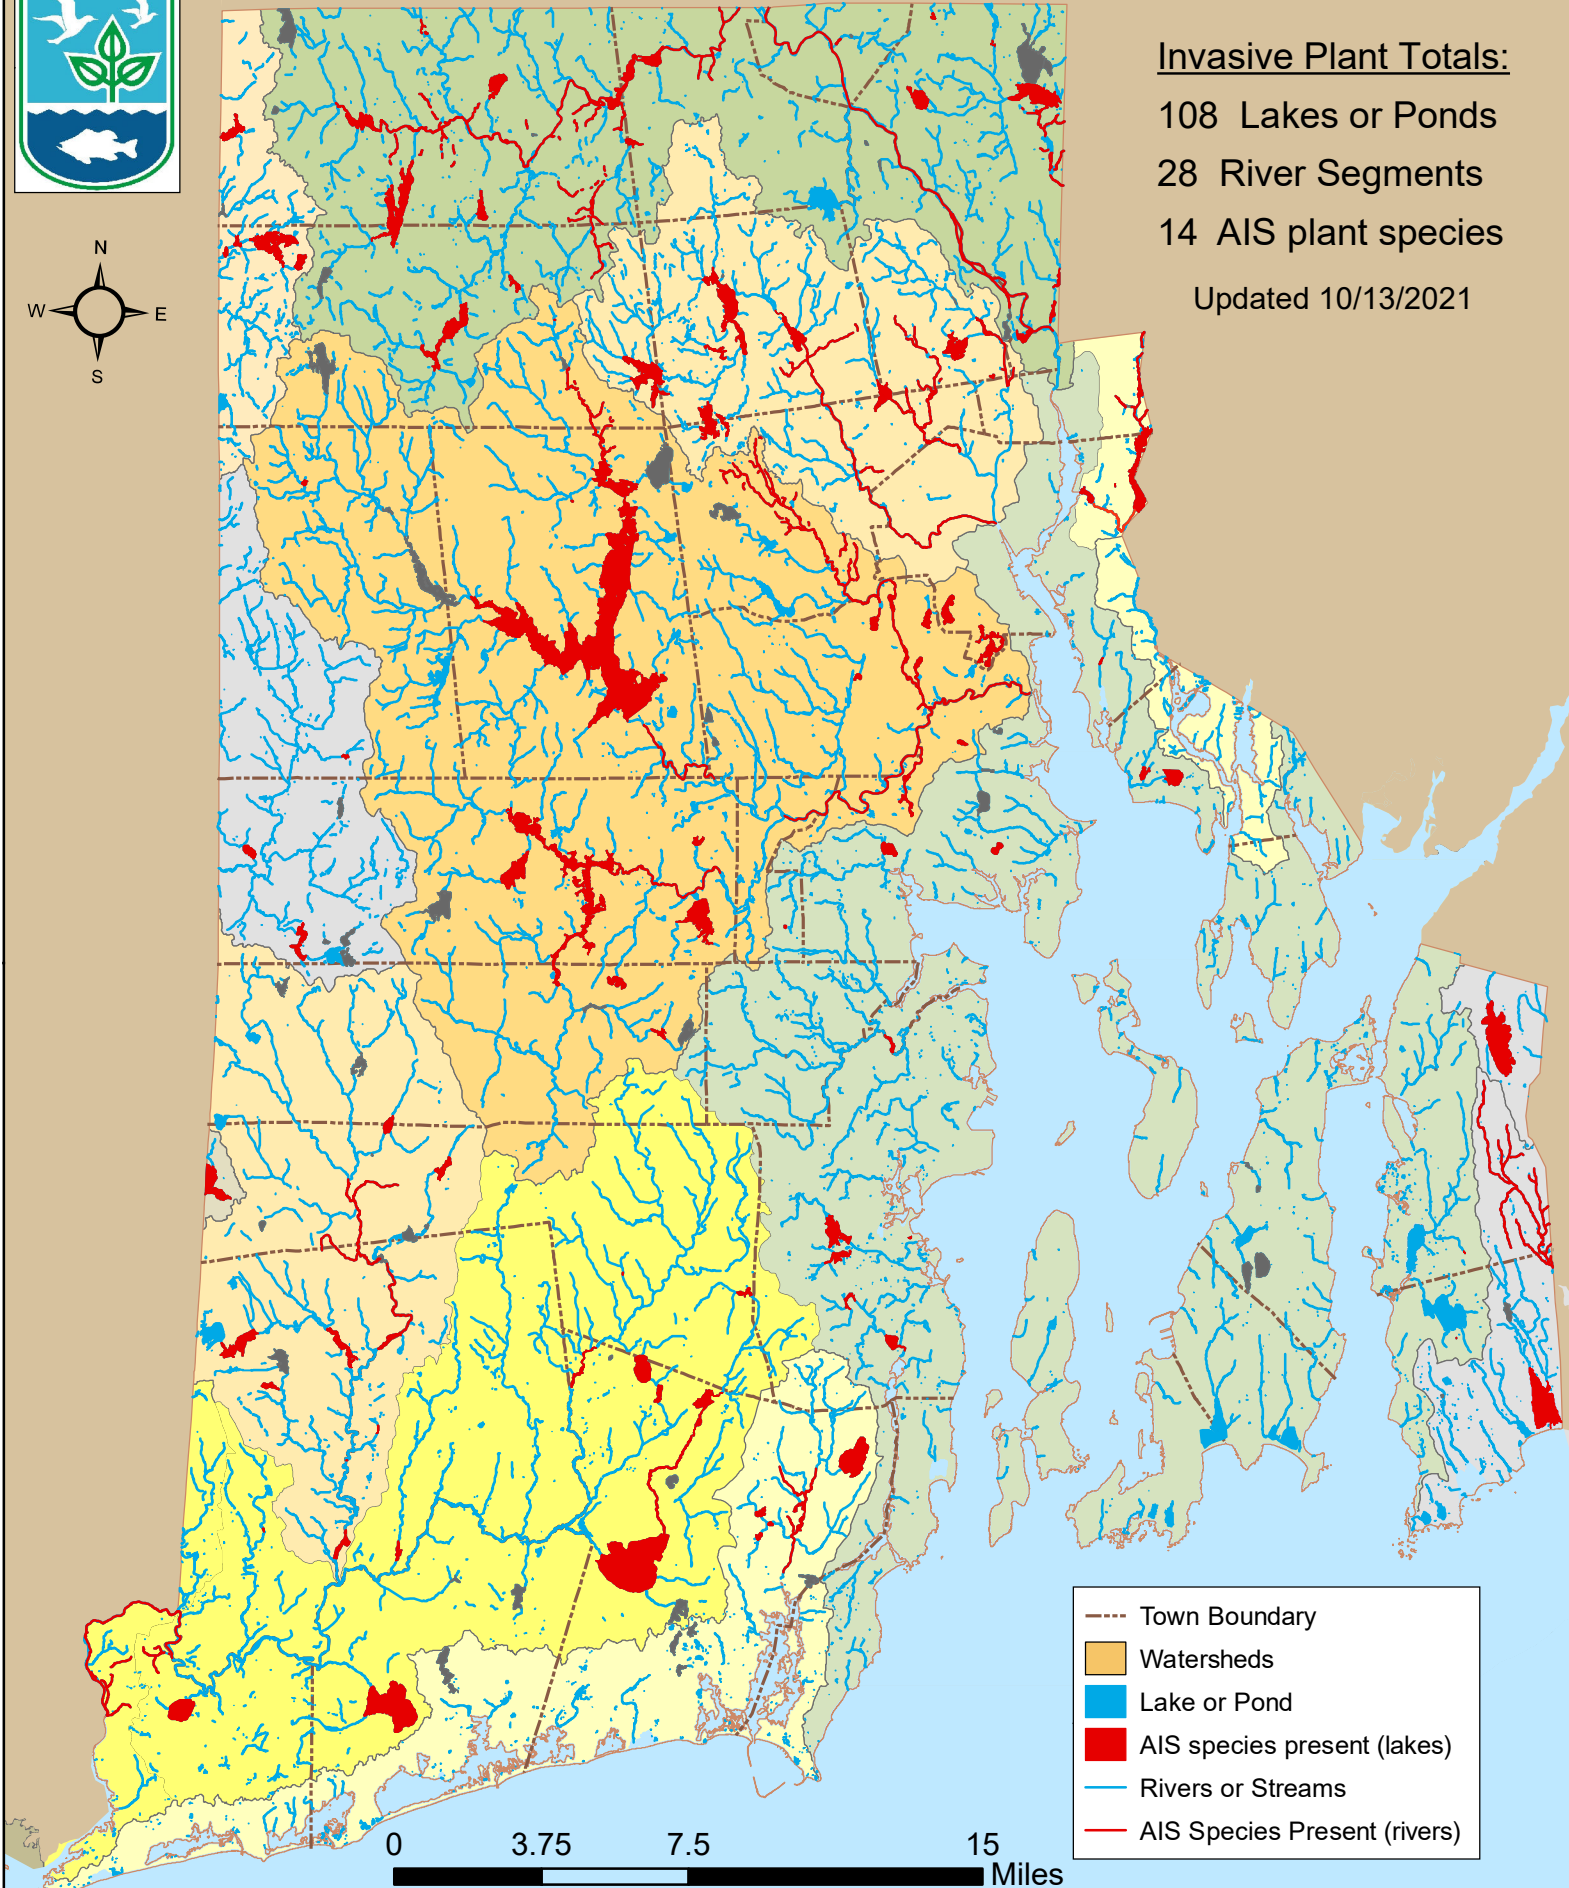 Invasive Plant Totals:
108 Lakes or Ponds
28 River Segments
14 AIS plant species
Updated 10/13/2021
N
W E
S
Town Boundary
Watersheds
Lake or Pond
AIS species present (lakes)
Rivers or Streams
AIS Species Present (rivers)
0 3.75 7.5 15
Miles